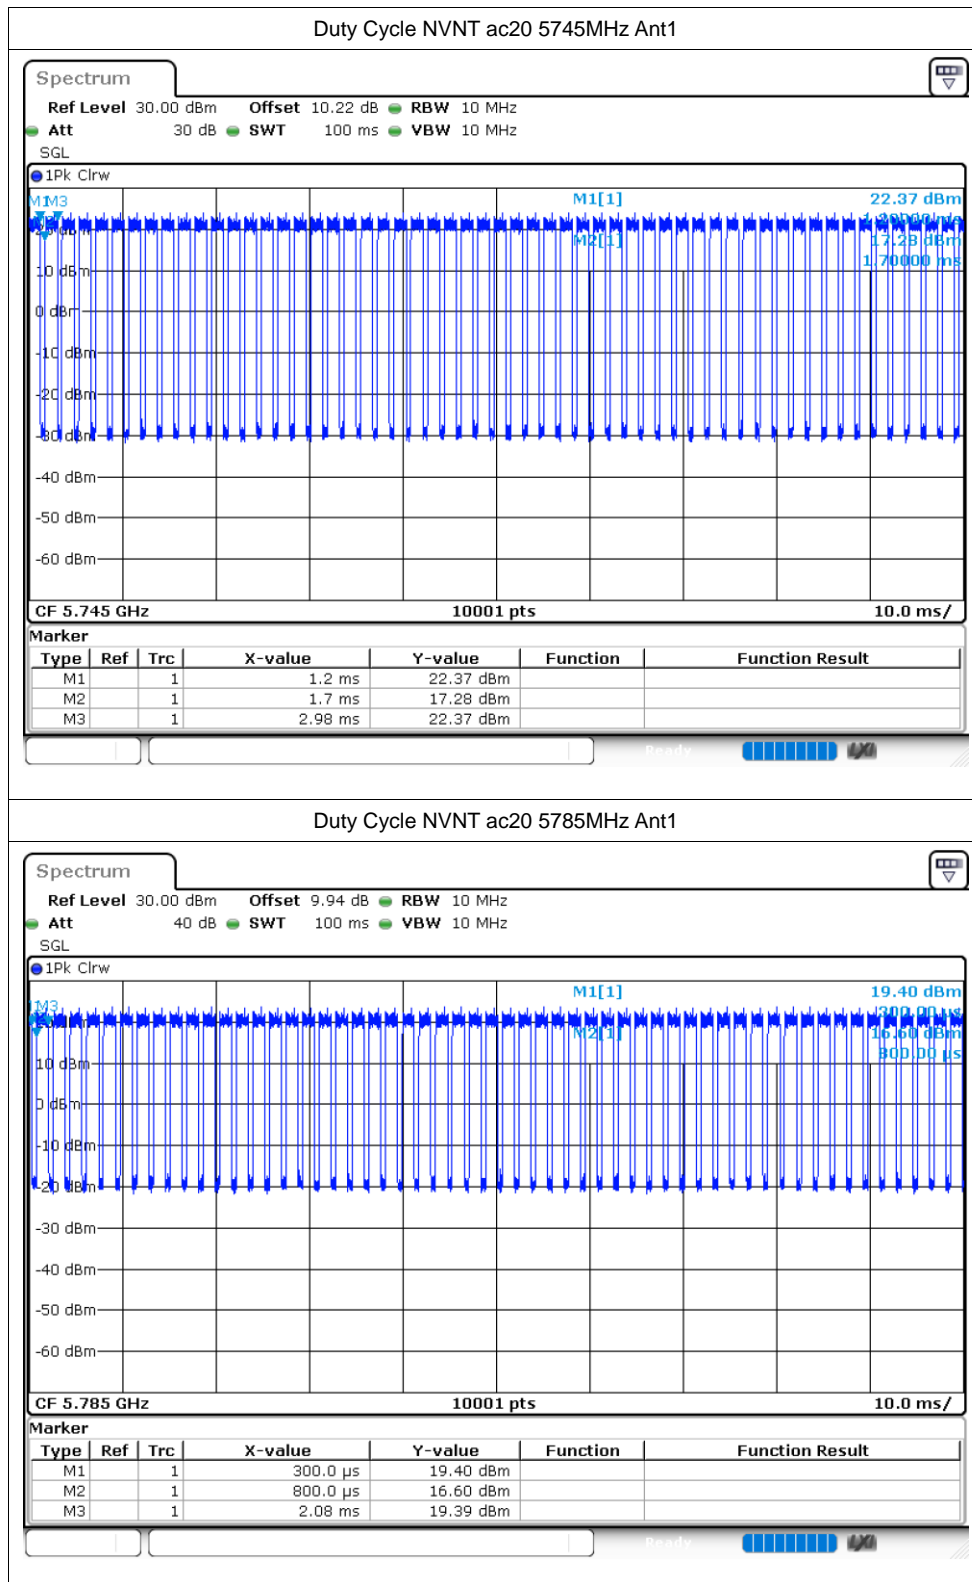 Duty Cycle NVNT ac20 5745MHz Ant1
Spectrum
Ref Level 30.00 dBm Offset 10.22 dB RBW 10 MHz
Att 30 dB SWT 100 ms VBW 10 MHz
SGL
1Pk Clrw
M1 M3 M1[1] 22.37 dBm
M2[1] 17.28 dBm
1.70000 ms
10 dBm
0 dBm
-10 dBm
-20 dBm
-30 dBm
-40 dBm
-50 dBm
-60 dBm
CF 5.745 GHz 10001 pts 10.0 ms/
Marker
Type Ref Trc X-value Y-value Function Function Result
M1 1 1.2 ms 22.37 dBm
M2 1 1.7 ms 17.28 dBm
M3 1 2.98 ms 22.37 dBm
Ready LXI
Duty Cycle NVNT ac20 5785MHz Ant1
Spectrum
Ref Level 30.00 dBm Offset 9.94 dB RBW 10 MHz
Att 40 dB SWT 100 ms VBW 10 MHz
SGL
1Pk Clrw
M3 M1[1] 19.40 dBm
300.00 µs
M2[1] 16.60 dBm
800.00 µs
10 dBm
0 dBm
-10 dBm
-20 dBm
-30 dBm
-40 dBm
-50 dBm
-60 dBm
CF 5.785 GHz 10001 pts 10.0 ms/
Marker
Type Ref Trc X-value Y-value Function Function Result
M1 1 300.0 µs 19.40 dBm
M2 1 800.0 µs 16.60 dBm
M3 1 2.08 ms 19.39 dBm
Ready LXI